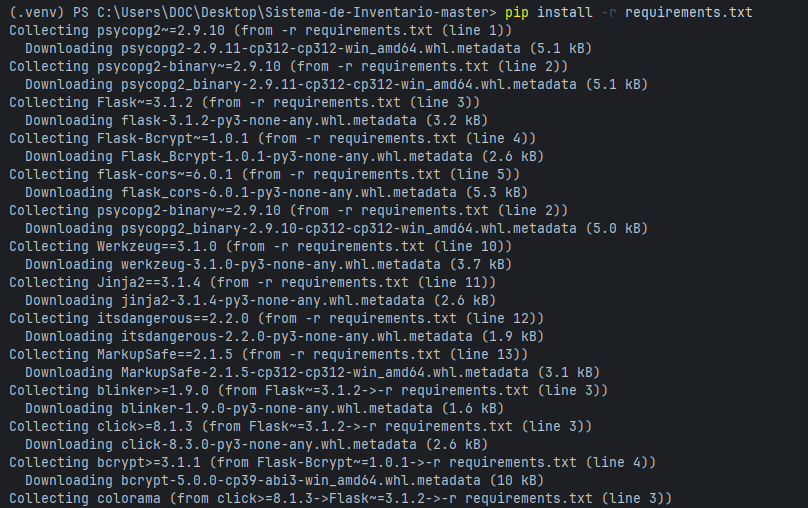 (.venv) PS C:\Users\DOC\Desktop\Sistema-de-Inventario-master> pip install -r requirements.txt
Collecting psycopg2~=2.9.10 (from -r requirements.txt (line 1))
  Downloading psycopg2-2.9.11-cp312-cp312-win_amd64.whl.metadata (5.1 kB)
Collecting psycopg2-binary~=2.9.10 (from -r requirements.txt (line 2))
  Downloading psycopg2_binary-2.9.11-cp312-cp312-win_amd64.whl.metadata (5.1 kB)
Collecting Flask~=3.1.2 (from -r requirements.txt (line 3))
  Downloading flask-3.1.2-py3-none-any.whl.metadata (3.2 kB)
Collecting Flask-Bcrypt~=1.0.1 (from -r requirements.txt (line 4))
  Downloading Flask_Bcrypt-1.0.1-py3-none-any.whl.metadata (2.6 kB)
Collecting flask-cors~=6.0.1 (from -r requirements.txt (line 5))
  Downloading flask_cors-6.0.1-py3-none-any.whl.metadata (5.3 kB)
Collecting psycopg2-binary~=2.9.10 (from -r requirements.txt (line 2))
  Downloading psycopg2_binary-2.9.10-cp312-cp312-win_amd64.whl.metadata (5.0 kB)
Collecting Werkzeug==3.1.0 (from -r requirements.txt (line 10))
  Downloading werkzeug-3.1.0-py3-none-any.whl.metadata (3.7 kB)
Collecting Jinja2==3.1.4 (from -r requirements.txt (line 11))
  Downloading jinja2-3.1.4-py3-none-any.whl.metadata (2.6 kB)
Collecting itsdangerous==2.2.0 (from -r requirements.txt (line 12))
  Downloading itsdangerous-2.2.0-py3-none-any.whl.metadata (1.9 kB)
Collecting MarkupSafe==2.1.5 (from -r requirements.txt (line 13))
  Downloading MarkupSafe-2.1.5-cp312-cp312-win_amd64.whl.metadata (3.1 kB)
Collecting blinker>=1.9.0 (from Flask~=3.1.2->-r requirements.txt (line 3))
  Downloading blinker-1.9.0-py3-none-any.whl.metadata (1.6 kB)
Collecting click>=8.1.3 (from Flask~=3.1.2->-r requirements.txt (line 3))
  Downloading click-8.3.0-py3-none-any.whl.metadata (2.6 kB)
Collecting bcrypt>=3.1.1 (from Flask-Bcrypt~=1.0.1->-r requirements.txt (line 4))
  Downloading bcrypt-5.0.0-cp39-abi3-win_amd64.whl.metadata (10 kB)
Collecting colorama (from click>=8.1.3->Flask~=3.1.2->-r requirements.txt (line 3))